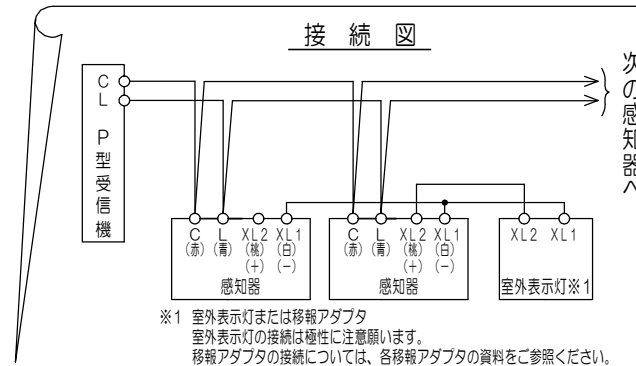 接続図
C
L
P型受信機
次の感知器へ
C L XL2 XL1
(赤) (青) (桃) (白)
(+) (−)
感知器
C L XL2 XL1
(赤) (青) (桃) (白)
(+) (−)
感知器
XL2 XL1
室外表示灯※1
※1 室外表示灯または移報アダプタ
室外表示灯の接続は極性に注意願います。
移報アダプタの接続については、各移報アダプタの資料をご参照ください。